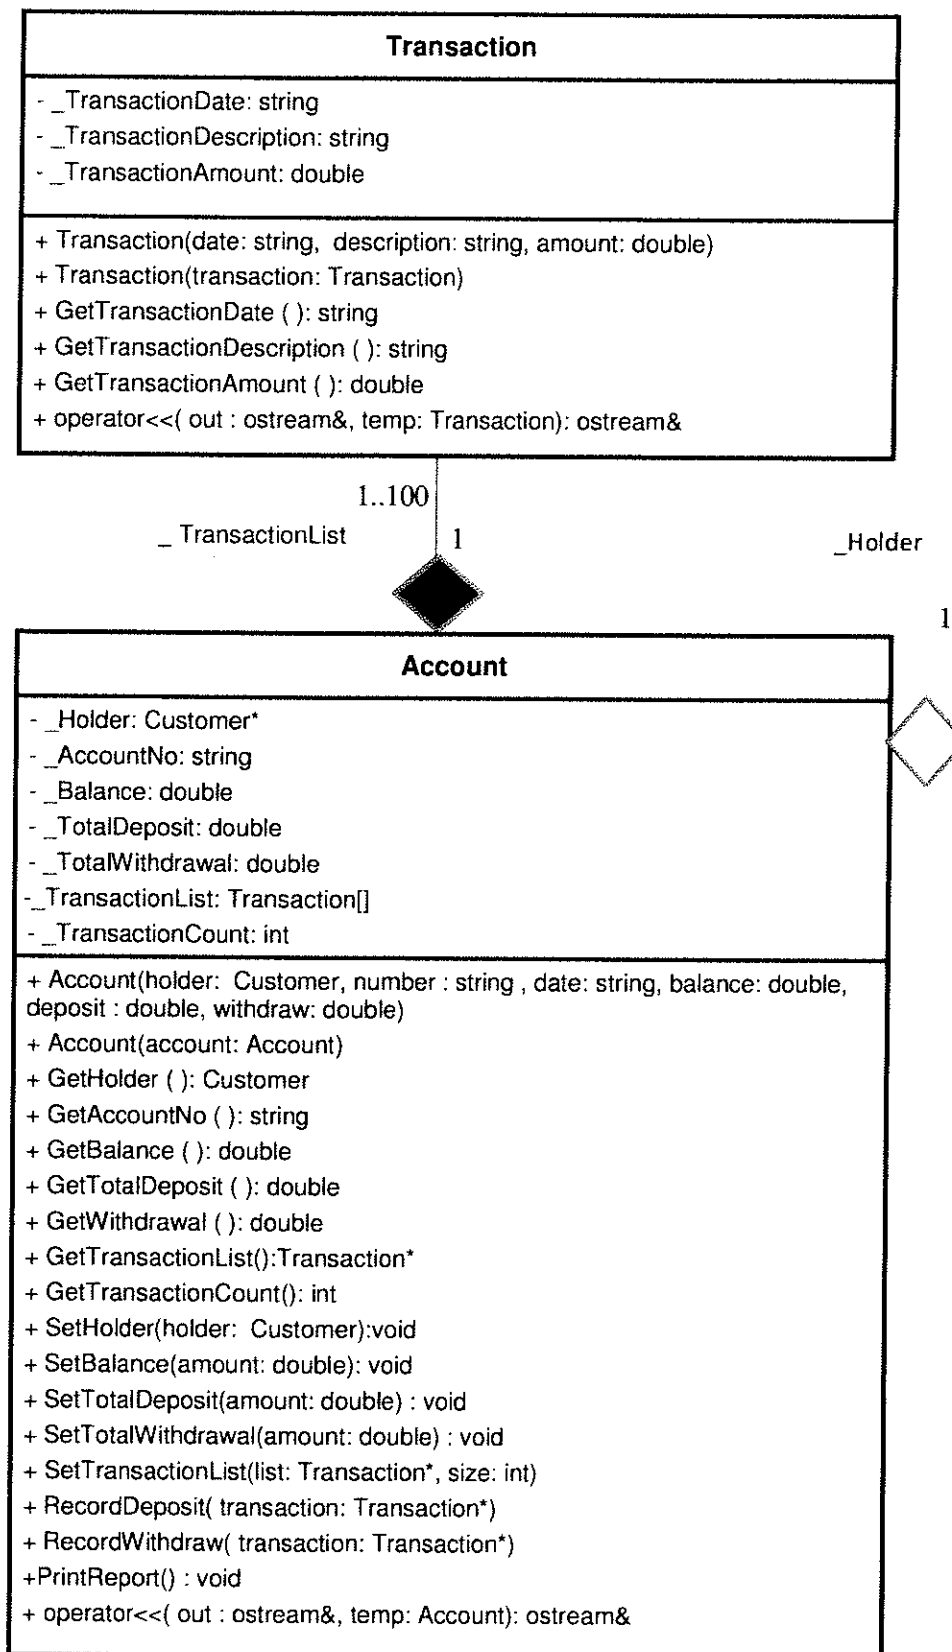 Transaction
- _TransactionDate: string
- _TransactionDescription: string
- _TransactionAmount: double
+ Transaction(date: string, description: string, amount: double)
+ Transaction(transaction: Transaction)
+ GetTransactionDate ( ): string
+ GetTransactionDescription ( ): string
+ GetTransactionAmount ( ): double
+ operator<<( out : ostream&, temp: Transaction): ostream&
1..100
_ TransactionList
1
_Holder
1
Account
- _Holder: Customer*
- _AccountNo: string
- _Balance: double
- _TotalDeposit: double
- _TotalWithdrawal: double
-_TransactionList: Transaction[]
- _TransactionCount: int
+ Account(holder: Customer, number : string , date: string, balance: double,
deposit : double, withdraw: double)
+ Account(account: Account)
+ GetHolder ( ): Customer
+ GetAccountNo ( ): string
+ GetBalance ( ): double
+ GetTotalDeposit ( ): double
+ GetWithdrawal ( ): double
+ GetTransactionList():Transaction*
+ GetTransactionCount(): int
+ SetHolder(holder: Customer):void
+ SetBalance(amount: double): void
+ SetTotalDeposit(amount: double) : void
+ SetTotalWithdrawal(amount: double) : void
+ SetTransactionList(list: Transaction*, size: int)
+ RecordDeposit( transaction: Transaction*)
+ RecordWithdraw( transaction: Transaction*)
+PrintReport() : void
+ operator<<( out : ostream&, temp: Account): ostream&